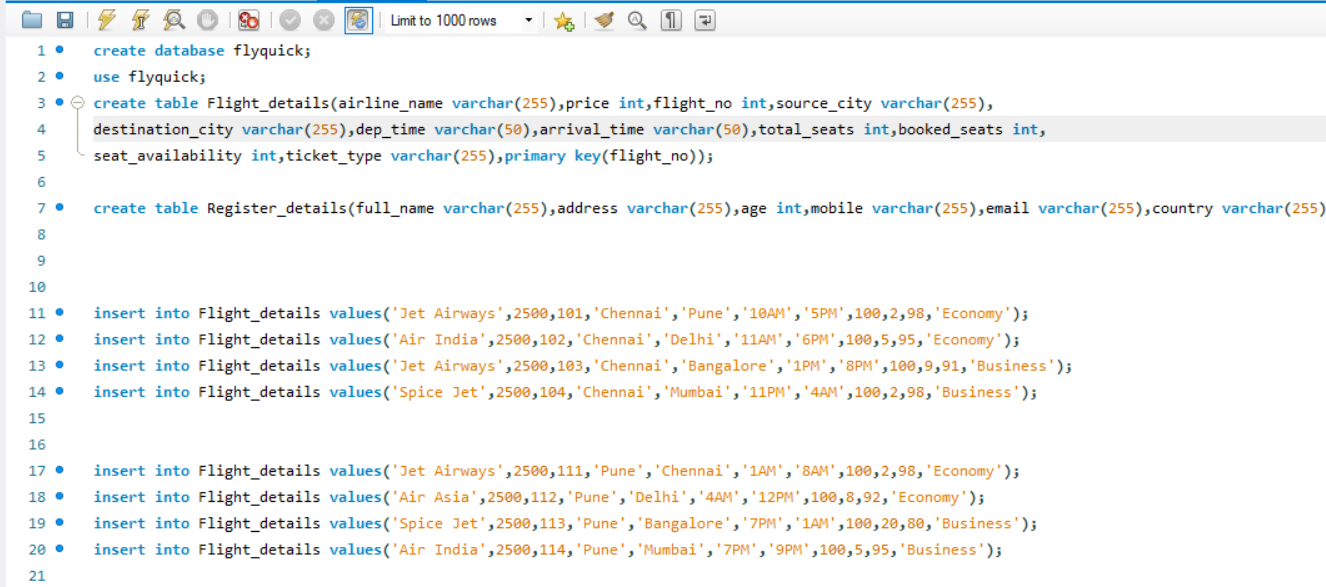 Limit to 1000 rows
1 create database flyquick;
2 use flyquick;
3 create table Flight_details(airline_name varchar(255),price int,flight_no int,source_city varchar(255),
4 destination_city varchar(255),dep_time varchar(50),arrival_time varchar(50),total_seats int,booked_seats int,
5 seat_availability int,ticket_type varchar(255),primary key(flight_no));
6
7 create table Register_details(full_name varchar(255),address varchar(255),age int,mobile varchar(255),email varchar(255),country varchar(255)
8
9
10
11 insert into Flight_details values('Jet Airways',2500,101,'Chennai','Pune','10AM','5PM',100,2,98,'Economy');
12 insert into Flight_details values('Air India',2500,102,'Chennai','Delhi','11AM','6PM',100,5,95,'Economy');
13 insert into Flight_details values('Jet Airways',2500,103,'Chennai','Bangalore','1PM','8PM',100,9,91,'Business');
14 insert into Flight_details values('Spice Jet',2500,104,'Chennai','Mumbai','11PM','4AM',100,2,98,'Business');
15
16
17 insert into Flight_details values('Jet Airways',2500,111,'Pune','Chennai','1AM','8AM',100,2,98,'Economy');
18 insert into Flight_details values('Air Asia',2500,112,'Pune','Delhi','4AM','12PM',100,8,92,'Economy');
19 insert into Flight_details values('Spice Jet',2500,113,'Pune','Bangalore','7PM','1AM',100,20,80,'Business');
20 insert into Flight_details values('Air India',2500,114,'Pune','Mumbai','7PM','9PM',100,5,95,'Business');
21